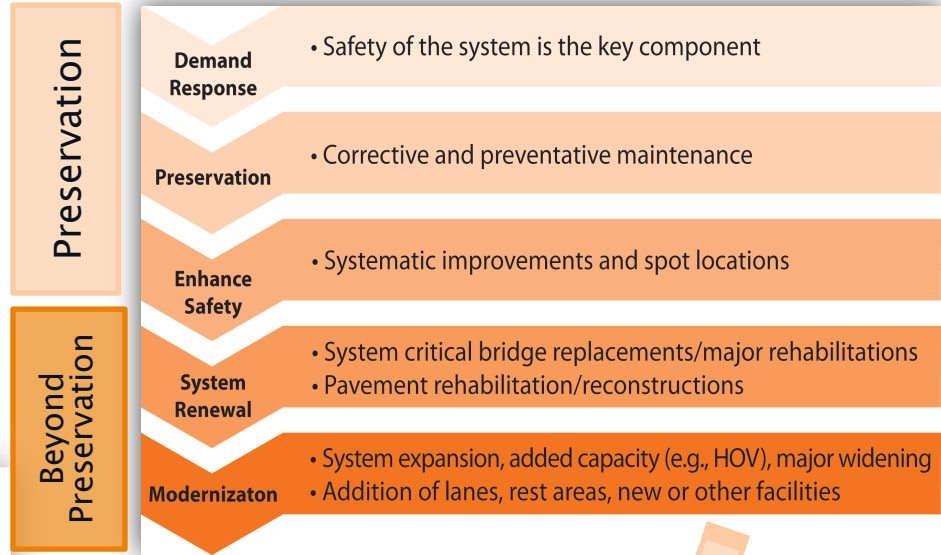 Preservation
Demand
Response
• Safety of the system is the key component
Preservation
• Corrective and preventative maintenance
Enhance
Safety
• Systematic improvements and spot locations
Beyond
Preservation
System
Renewal
• System critical bridge replacements/major rehabilitations
• Pavement rehabilitation/reconstructions
Modernizaton
• System expansion, added capacity (e.g., HOV), major widening
• Addition of lanes, rest areas, new or other facilities